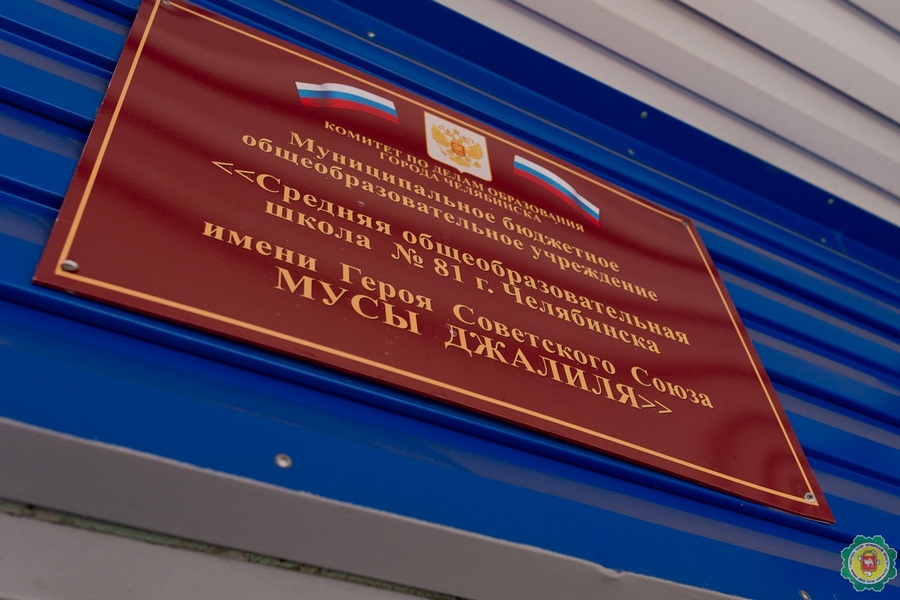 КОМИТЕТ ПО ДЕЛАМ ОБРАЗОВАНИЯ
ГОРОДА ЧЕЛЯБИНСКА
Муниципальное бюджетное
общеобразовательное учреждение
<<Средняя общеобразовательная
школа № 81 г. Челябинска
имени Героя Советского Союза
МУСЫ ДЖАЛИЛЯ>>